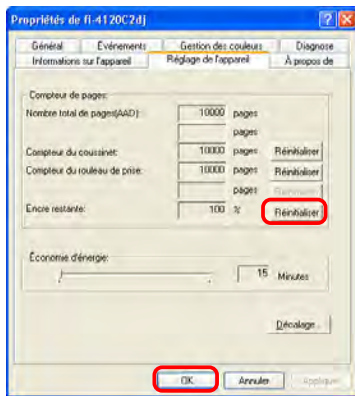 Propriétés de fi-4120C2dj
Général Événements Gestion des couleurs Diagnose
Informations sur l'appareil Réglage de l'appareil À propos de
Compteur de pages:
Nombre total de pages(AAD): 10000 pages
pages
Compteur du coussinet: 10000 pages Réinitialiser
Compteur du rouleau de prise: 10000 pages Réinitialiser
pages Réinitialiser
Encre restante: 100 % Réinitialiser
Économie d'énergie:
15 Minutes
Décalage...
OK Annuler Appliquer